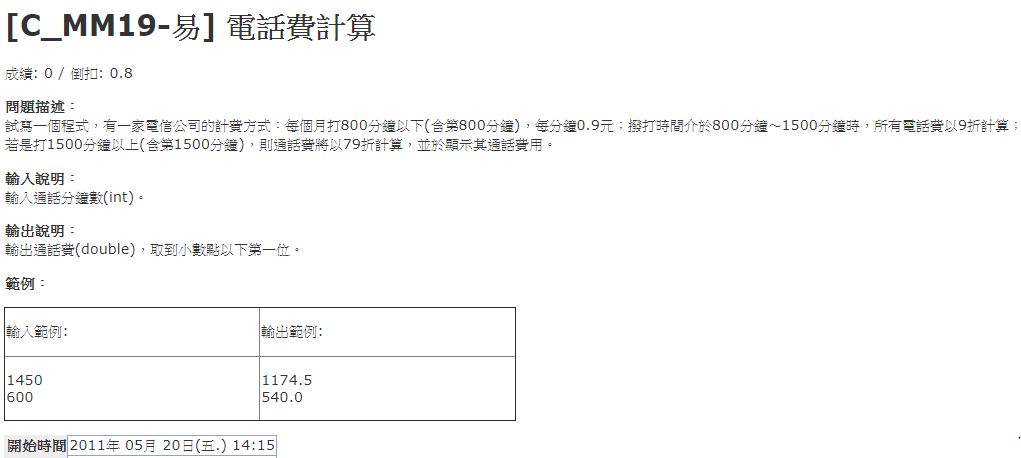 [C_MM19-易] 電話費計算
成績: 0 / 倒扣: 0.8
問題描述：
試寫一個程式，有一家電信公司的計費方式：每個月打800分鐘以下(含第800分鐘)，每分鐘0.9元；撥打時間介於800分鐘～1500分鐘時，所有電話費以9折計算；
若是打1500分鐘以上(含第1500分鐘)，則通話費將以79折計算，並於顯示其通話費用。
輸入說明：
輸入通話分鐘數(int)。
輸出說明：
輸出通話費(double)，取到小數點以下第一位。
範例：
輸入範例: 輸出範例:
1450 1174.5
600 540.0
開始時間 2011年 05月 20日(五.) 14:15